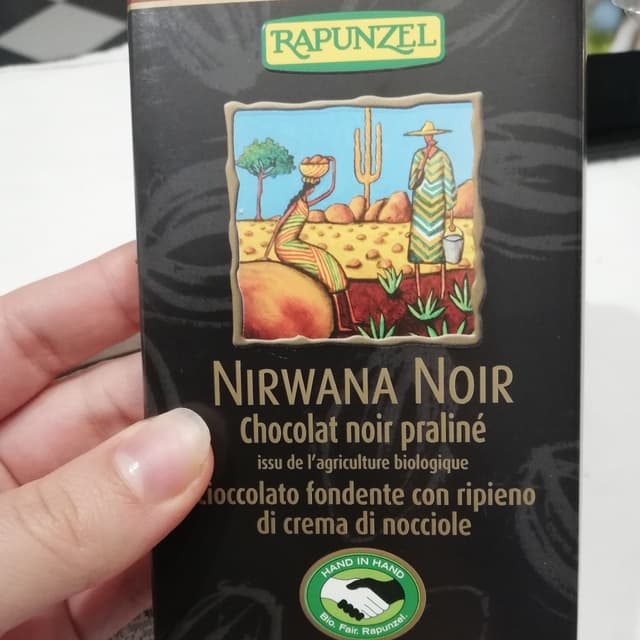 RAPUNZEL
NIRWANA NOIR
Chocolat noir praliné
issu de l'agriculture biologique
cioccolato fondente con ripieno
di crema di nocciole
HAND IN HAND
Bio. Fair. Rapunzel.